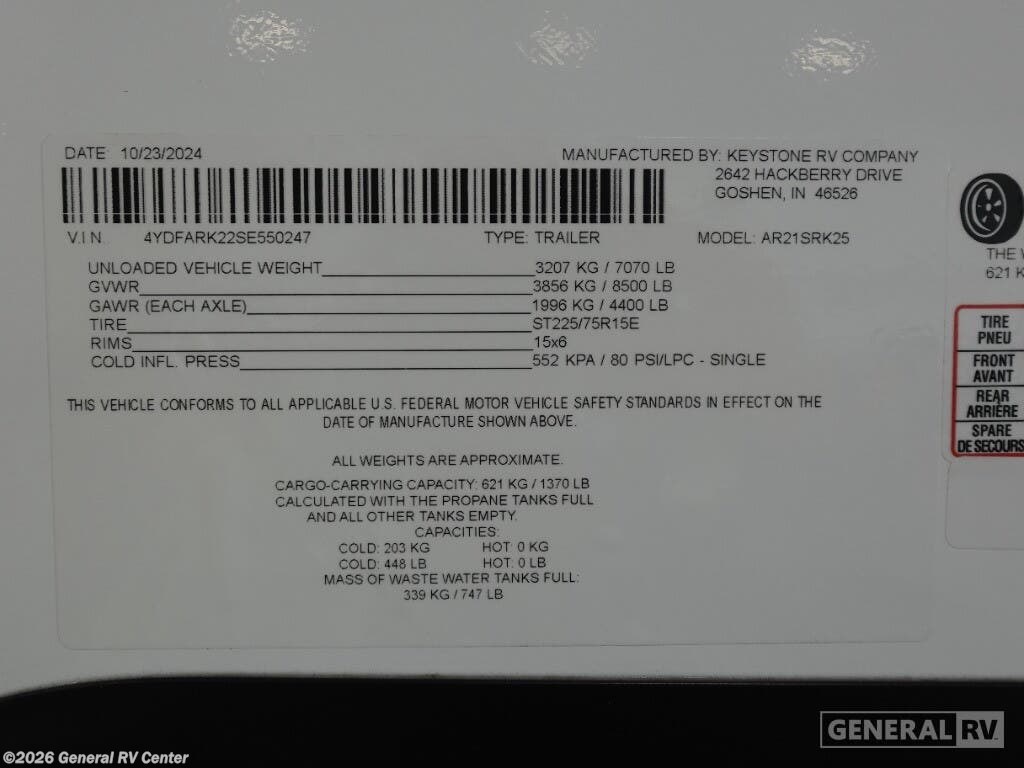 DATE: 10/23/2024
MANUFACTURED BY: KEYSTONE RV COMPANY
2642 HACKBERRY DRIVE
GOSHEN, IN 46526
V.I.N. 4YDFARK22SE550247 TYPE: TRAILER MODEL: AR21SRK25
UNLOADED VEHICLE WEIGHT 3207 KG / 7070 LB
GVWR 3856 KG / 8500 LB
GAWR (EACH AXLE) 1996 KG / 4400 LB
TIRE ST225/75R15E
RIMS 15x6
COLD INFL. PRESS 552 KPA / 80 PSI/LPC - SINGLE
THIS VEHICLE CONFORMS TO ALL APPLICABLE U.S. FEDERAL MOTOR VEHICLE SAFETY STANDARDS IN EFFECT ON THE
DATE OF MANUFACTURE SHOWN ABOVE.
ALL WEIGHTS ARE APPROXIMATE.
CARGO-CARRYING CAPACITY: 621 KG / 1370 LB
CALCULATED WITH THE PROPANE TANKS FULL
AND ALL OTHER TANKS EMPTY.
CAPACITIES:
COLD: 203 KG HOT: 0 KG
COLD: 448 LB HOT: 0 LB
MASS OF WASTE WATER TANKS FULL:
339 KG / 747 LB
THE
621
TIRE
PNEU
FRONT
AVANT
REAR
ARRIÈRE
SPARE
DE SECOURS
GENERAL RV
©2026 General RV Center